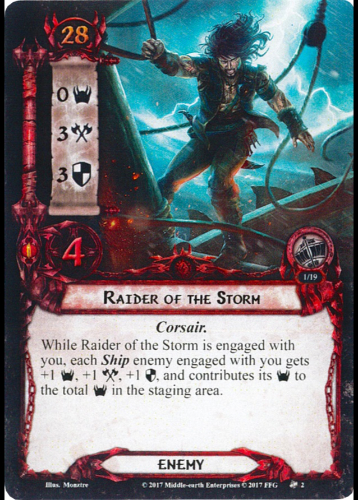 28
0
3
3
4
1/19
RAIDER OF THE STORM
Corsair.
While Raider of the Storm is engaged with
you, each Ship enemy engaged with you gets
+1 , +1 , +1 , and contributes its to
the total in the staging area.
Illus. Monstre © 2017 Middle-earth Enterprises © 2017 FFG 2
ENEMY